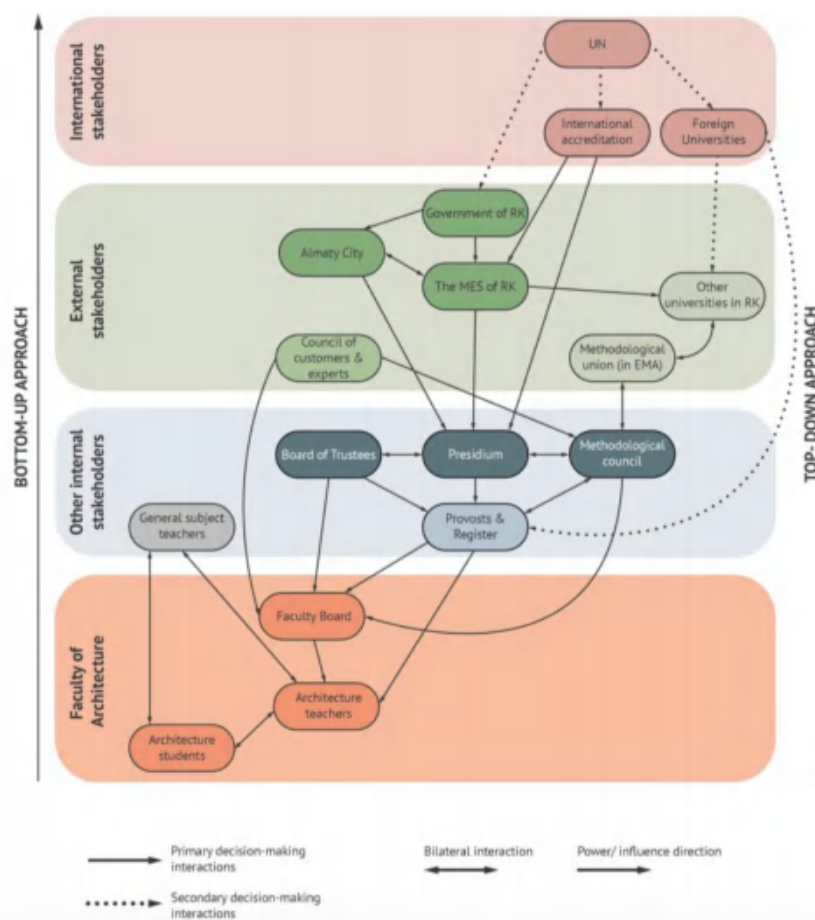 BOTTOM-UP APPROACH
TOP- DOWN APPROACH
International
stakeholders
UN
International
accreditation
Foreign
Universities
External
stakeholders
Government of RK
Almaty City
The MES of RK
Other
universities in RK
Council of
customers &
experts
Methodological
union (in EMA)
Other internal
stakeholders
Board of Trustees
Presidium
Methodological
council
General subject
teachers
Provosts &
Register
Faculty of
Architecture
Faculty Board
Architecture
teachers
Architecture
students
Primary decision-making
interactions
Bilateral interaction
Power/ influence direction
Secondary decision-making
interactions